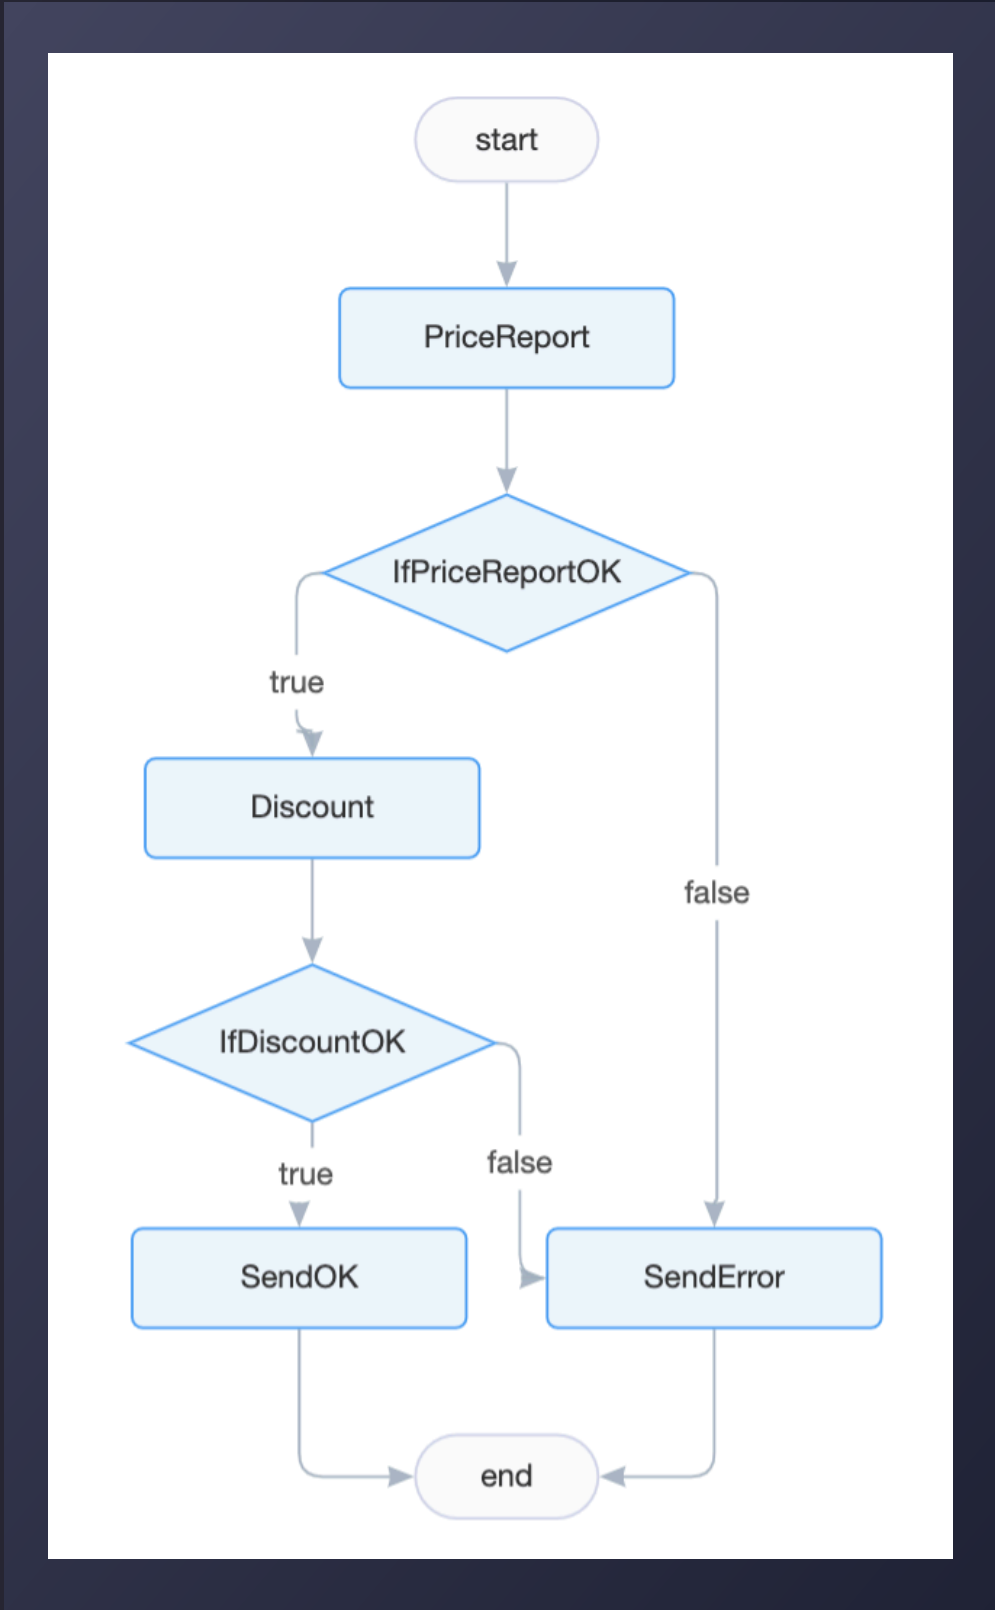 start
PriceReport
IfPriceReportOK
true
Discount
false
IfDiscountOK
false
true
SendOK
SendError
end